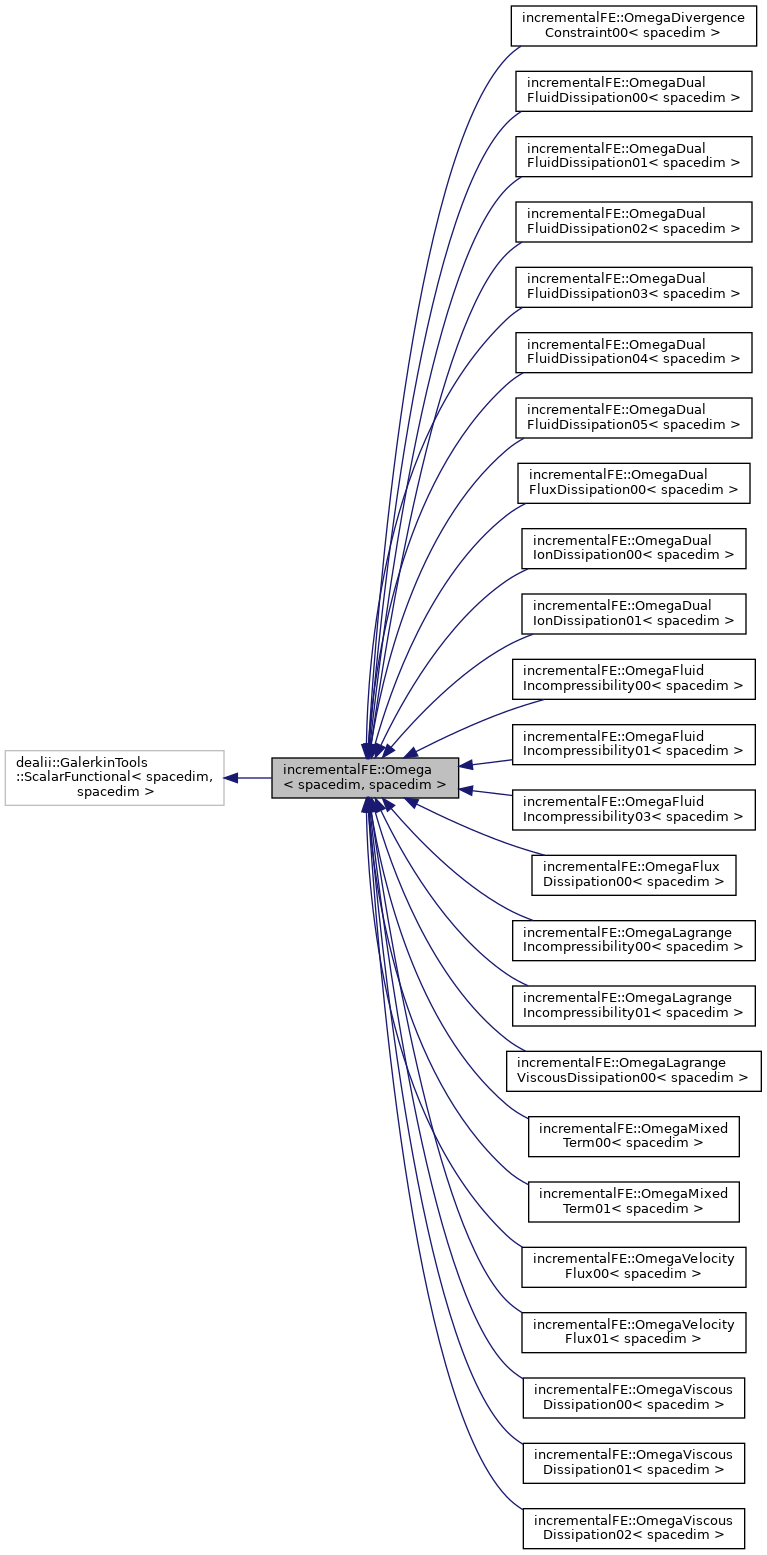 incrementalFE::OmegaDivergence
Constraint00< spacedim >
incrementalFE::OmegaDual
FluidDissipation00< spacedim >
incrementalFE::OmegaDual
FluidDissipation01< spacedim >
incrementalFE::OmegaDual
FluidDissipation02< spacedim >
incrementalFE::OmegaDual
FluidDissipation03< spacedim >
incrementalFE::OmegaDual
FluidDissipation04< spacedim >
incrementalFE::OmegaDual
FluidDissipation05< spacedim >
incrementalFE::OmegaDual
FluxDissipation00< spacedim >
incrementalFE::OmegaDual
IonDissipation00< spacedim >
incrementalFE::OmegaDual
IonDissipation01< spacedim >
incrementalFE::OmegaFluid
Incompressibility00< spacedim >
incrementalFE::OmegaFluid
Incompressibility01< spacedim >
dealii::GalerkinTools
::ScalarFunctional< spacedim,
spacedim >
incrementalFE::Omega
< spacedim, spacedim >
incrementalFE::OmegaFluid
Incompressibility03< spacedim >
incrementalFE::OmegaFlux
Dissipation00< spacedim >
incrementalFE::OmegaLagrange
Incompressibility00< spacedim >
incrementalFE::OmegaLagrange
Incompressibility01< spacedim >
incrementalFE::OmegaLagrange
ViscousDissipation00< spacedim >
incrementalFE::OmegaMixed
Term00< spacedim >
incrementalFE::OmegaMixed
Term01< spacedim >
incrementalFE::OmegaVelocity
Flux00< spacedim >
incrementalFE::OmegaVelocity
Flux01< spacedim >
incrementalFE::OmegaViscous
Dissipation00< spacedim >
incrementalFE::OmegaViscous
Dissipation01< spacedim >
incrementalFE::OmegaViscous
Dissipation02< spacedim >